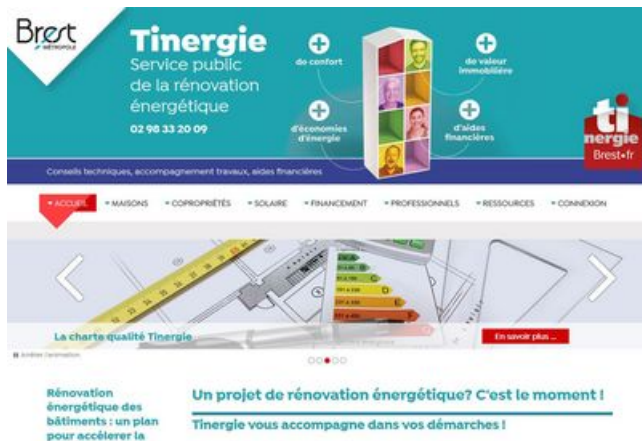 Brest
MÉTROPOLE
Tinergie
Service public
de la rénovation
énergétique
02 98 33 20 09
de confort
de valeur
immobilière
d'économies
d'énergie
d'aides
financières
ti
nergie
Brest•fr
Conseils techniques, accompagnement travaux, aides financières
ACCUEIL MAISONS COPROPRIÉTÉS SOLAIRE FINANCEMENT PROFESSIONNELS RESSOURCES CONNEXION
La charte qualité Tinergie
En savoir plus ...
Arrêter l'animation
Rénovation
énergétique des
bâtiments : un plan
pour accélerer la
Un projet de rénovation énergétique? C'est le moment !
Tinergie vous accompagne dans vos démarches !